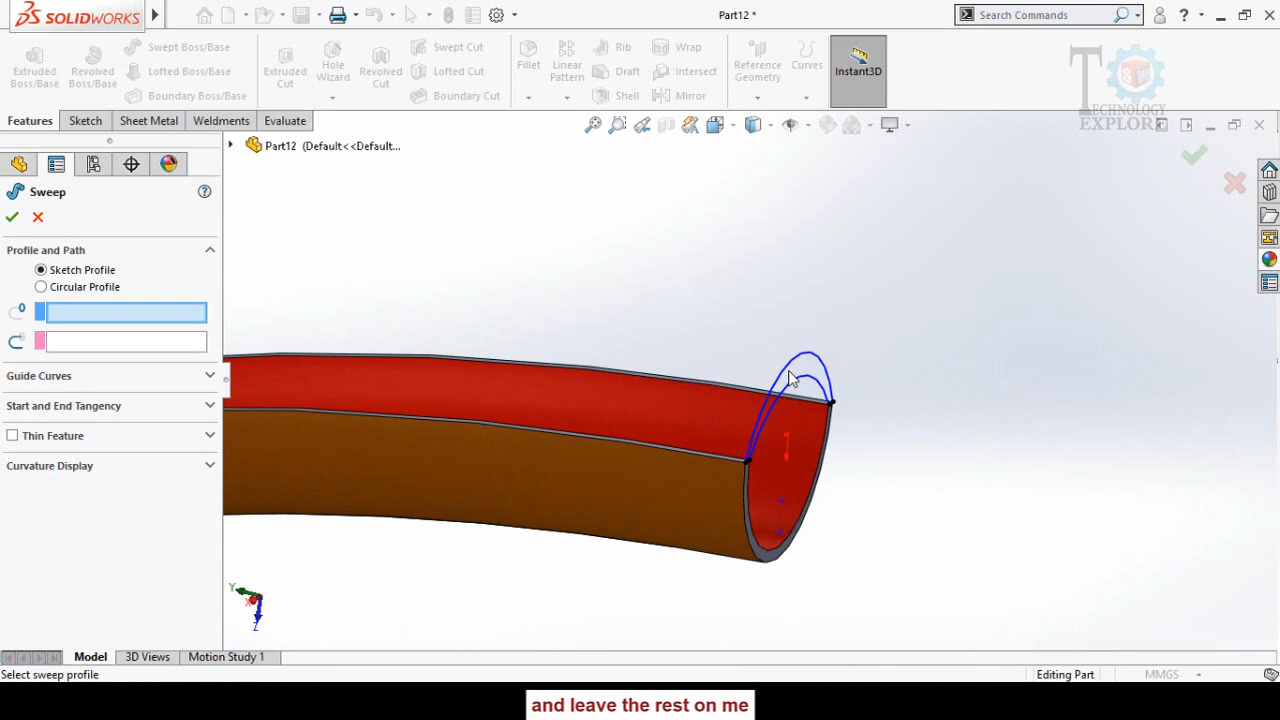 SOLIDWORKS
Part12 *
Search Commands
Extruded Boss/Base
Revolved Boss/Base
Swept Boss/Base
Lofted Boss/Base
Boundary Boss/Base
Extruded Cut
Hole Wizard
Revolved Cut
Swept Cut
Lofted Cut
Boundary Cut
Fillet
Linear Pattern
Rib
Draft
Shell
Wrap
Intersect
Mirror
Reference Geometry
Curves
Instant3D
TECHNOLOGY
EXPLOR
Features
Sketch
Sheet Metal
Weldments
Evaluate
Part12 (Default<<Default...
Sweep
Profile and Path
Sketch Profile
Circular Profile
Guide Curves
Start and End Tangency
Thin Feature
Curvature Display
Y
X
Z
Model
3D Views
Motion Study 1
Select sweep profile
Editing Part
MMGS
and leave the rest on me